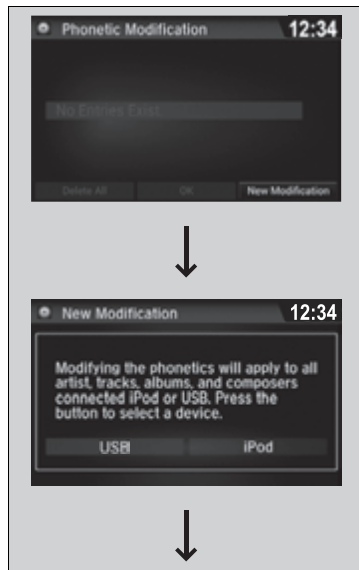 Phonetic Modification 12:34
No Entries Exist
Delete All OK New Modification
New Modification 12:34
Modifying the phonetics will apply to all
artist, tracks, albums, and composers
connected iPod or USB. Press the
button to select a device.
USB iPod